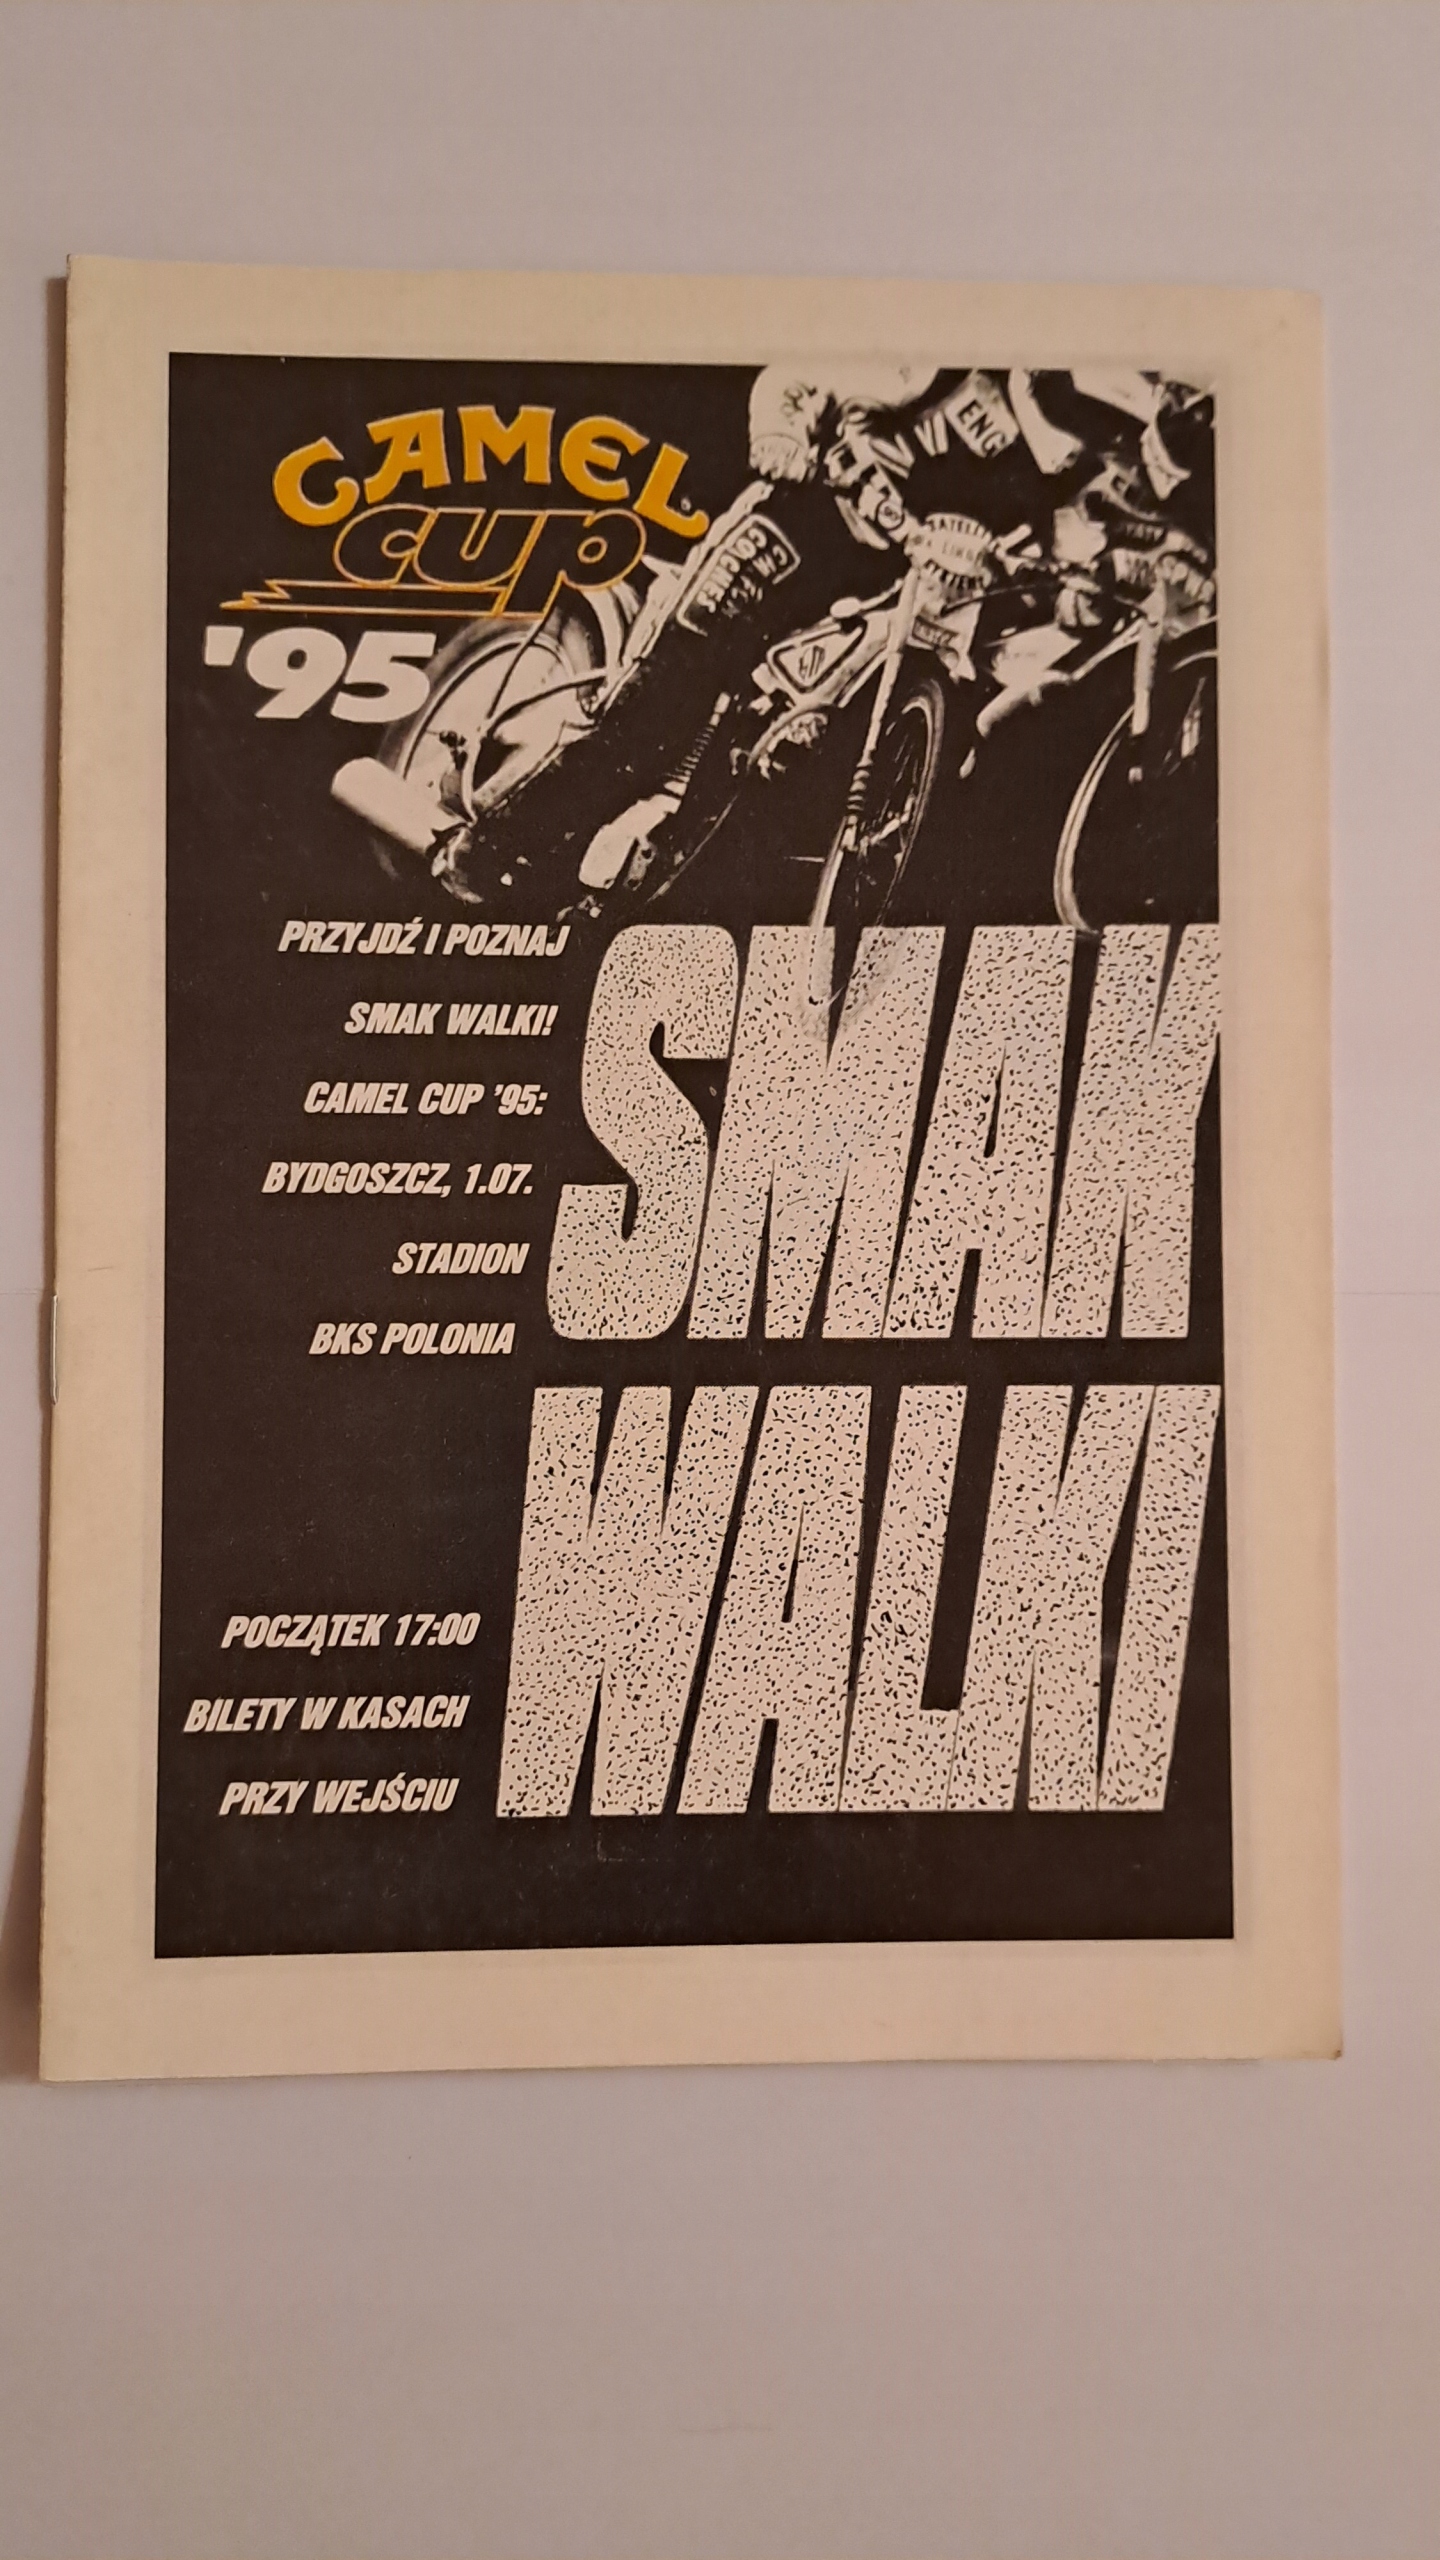 CAMEL
cup
'95
ENG
PRZYJDŹ I POZNAJ
SMAK WALKI!
CAMEL CUP '95:
BYDGOSZCZ, 1.07.
STADION
BKS POLONIA
SMAK
WALKI
POCZĄTEK 17:00
BILETY W KASACH
PRZY WEJŚCIU